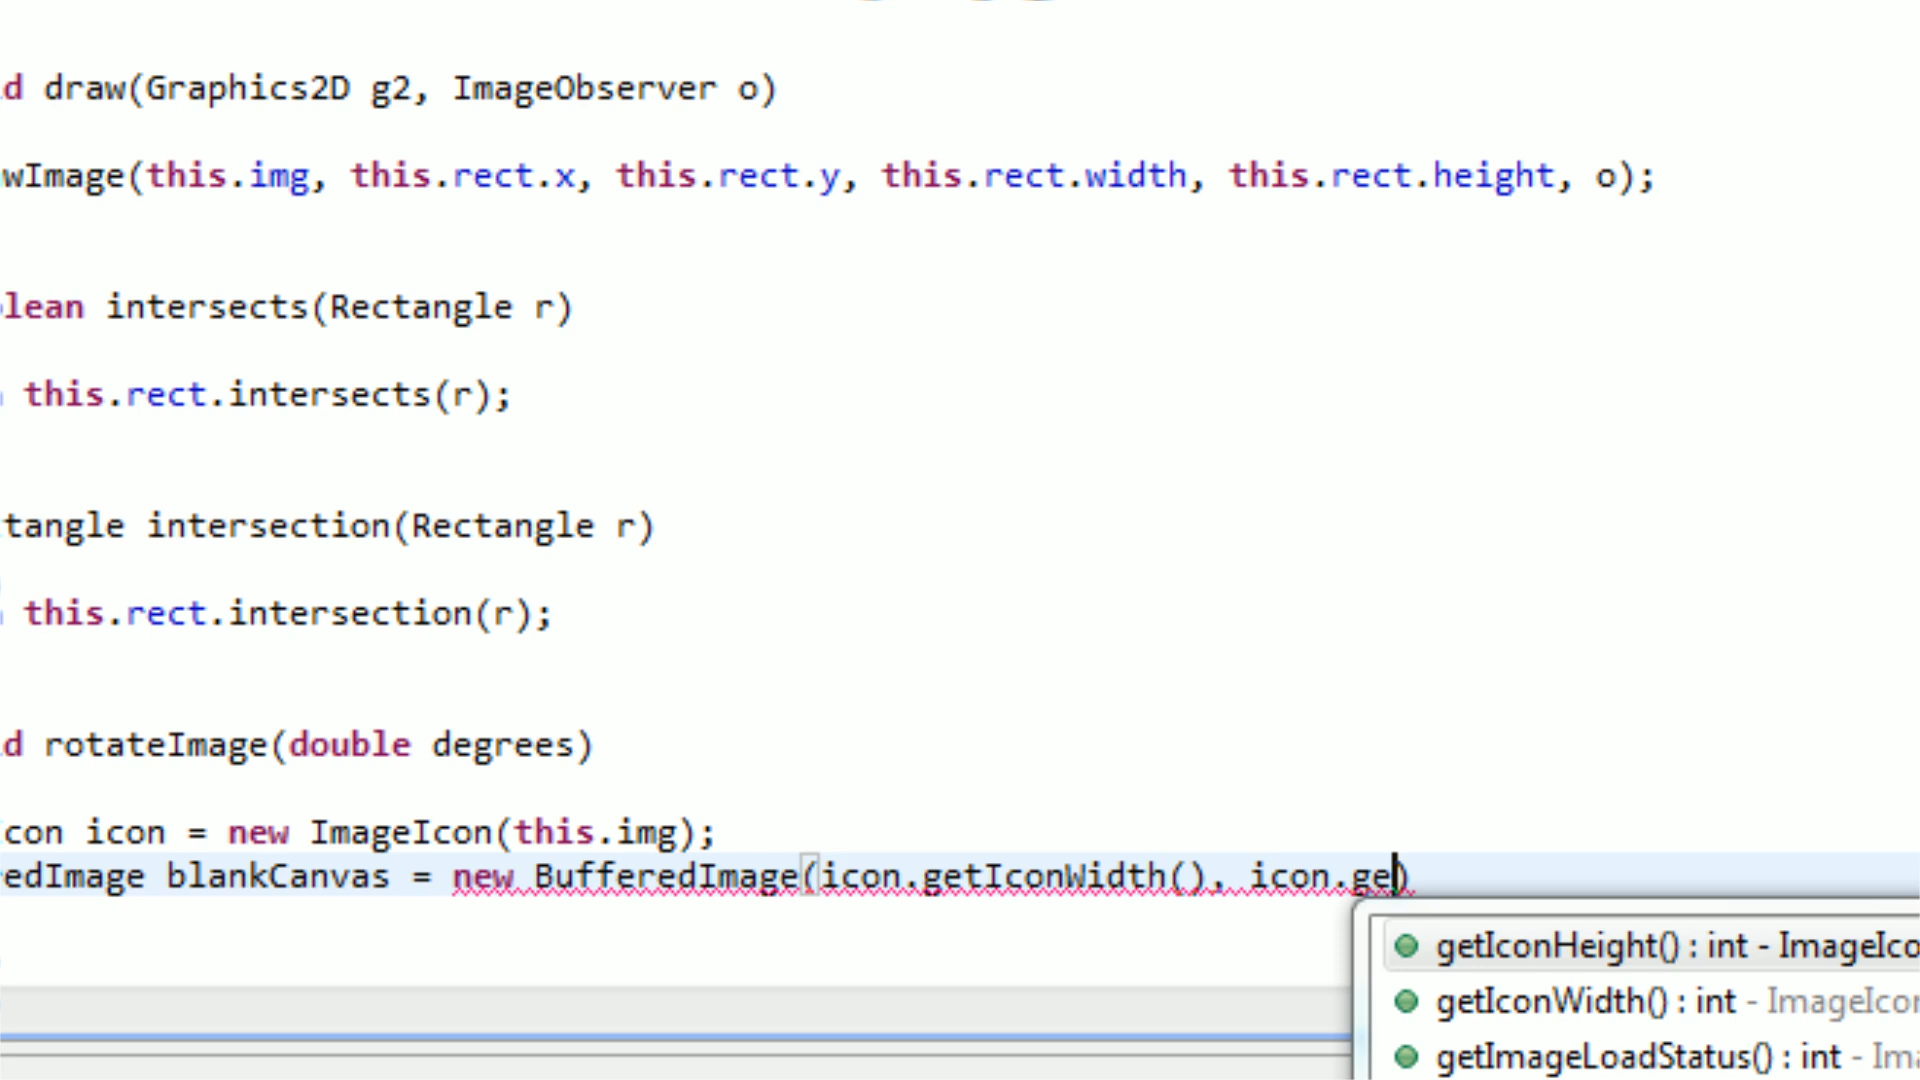 d draw(Graphics2D g2, ImageObserver o)
wImage(this.img, this.rect.x, this.rect.y, this.rect.width, this.rect.height, o);
lean intersects(Rectangle r)
this.rect.intersects(r);
tangle intersection(Rectangle r)
this.rect.intersection(r);
d rotateImage(double degrees)
con icon = new ImageIcon(this.img);
edImage blankCanvas = new BufferedImage(icon.getIconWidth(), icon.ge)
getIconHeight() : int - ImageIco
getIconWidth() : int - ImageIcon
getImageLoadStatus() : int - Ima